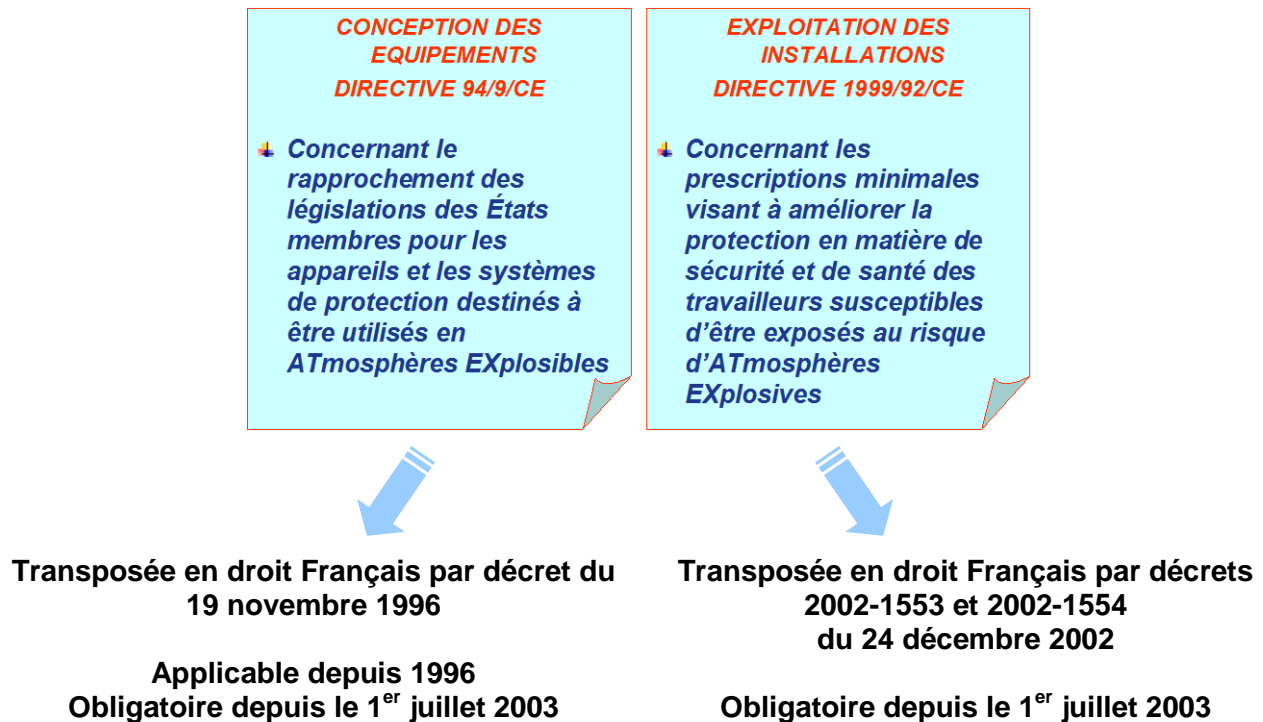 CONCEPTION DES
EQUIPEMENTS
DIRECTIVE 94/9/CE
Concernant le
rapprochement des
législations des États
membres pour les
appareils et les systèmes
de protection destinés à
être utilisés en
ATmosphères EXplosibles
EXPLOITATION DES
INSTALLATIONS
DIRECTIVE 1999/92/CE
Concernant les
prescriptions minimales
visant à améliorer la
protection en matière de
sécurité et de santé des
travailleurs susceptibles
d’être exposés au risque
d’ATmosphères
EXplosives
Transposée en droit Français par décret du
19 novembre 1996
Applicable depuis 1996
Obligatoire depuis le 1er juillet 2003
Transposée en droit Français par décrets
2002-1553 et 2002-1554
du 24 décembre 2002
Obligatoire depuis le 1er juillet 2003